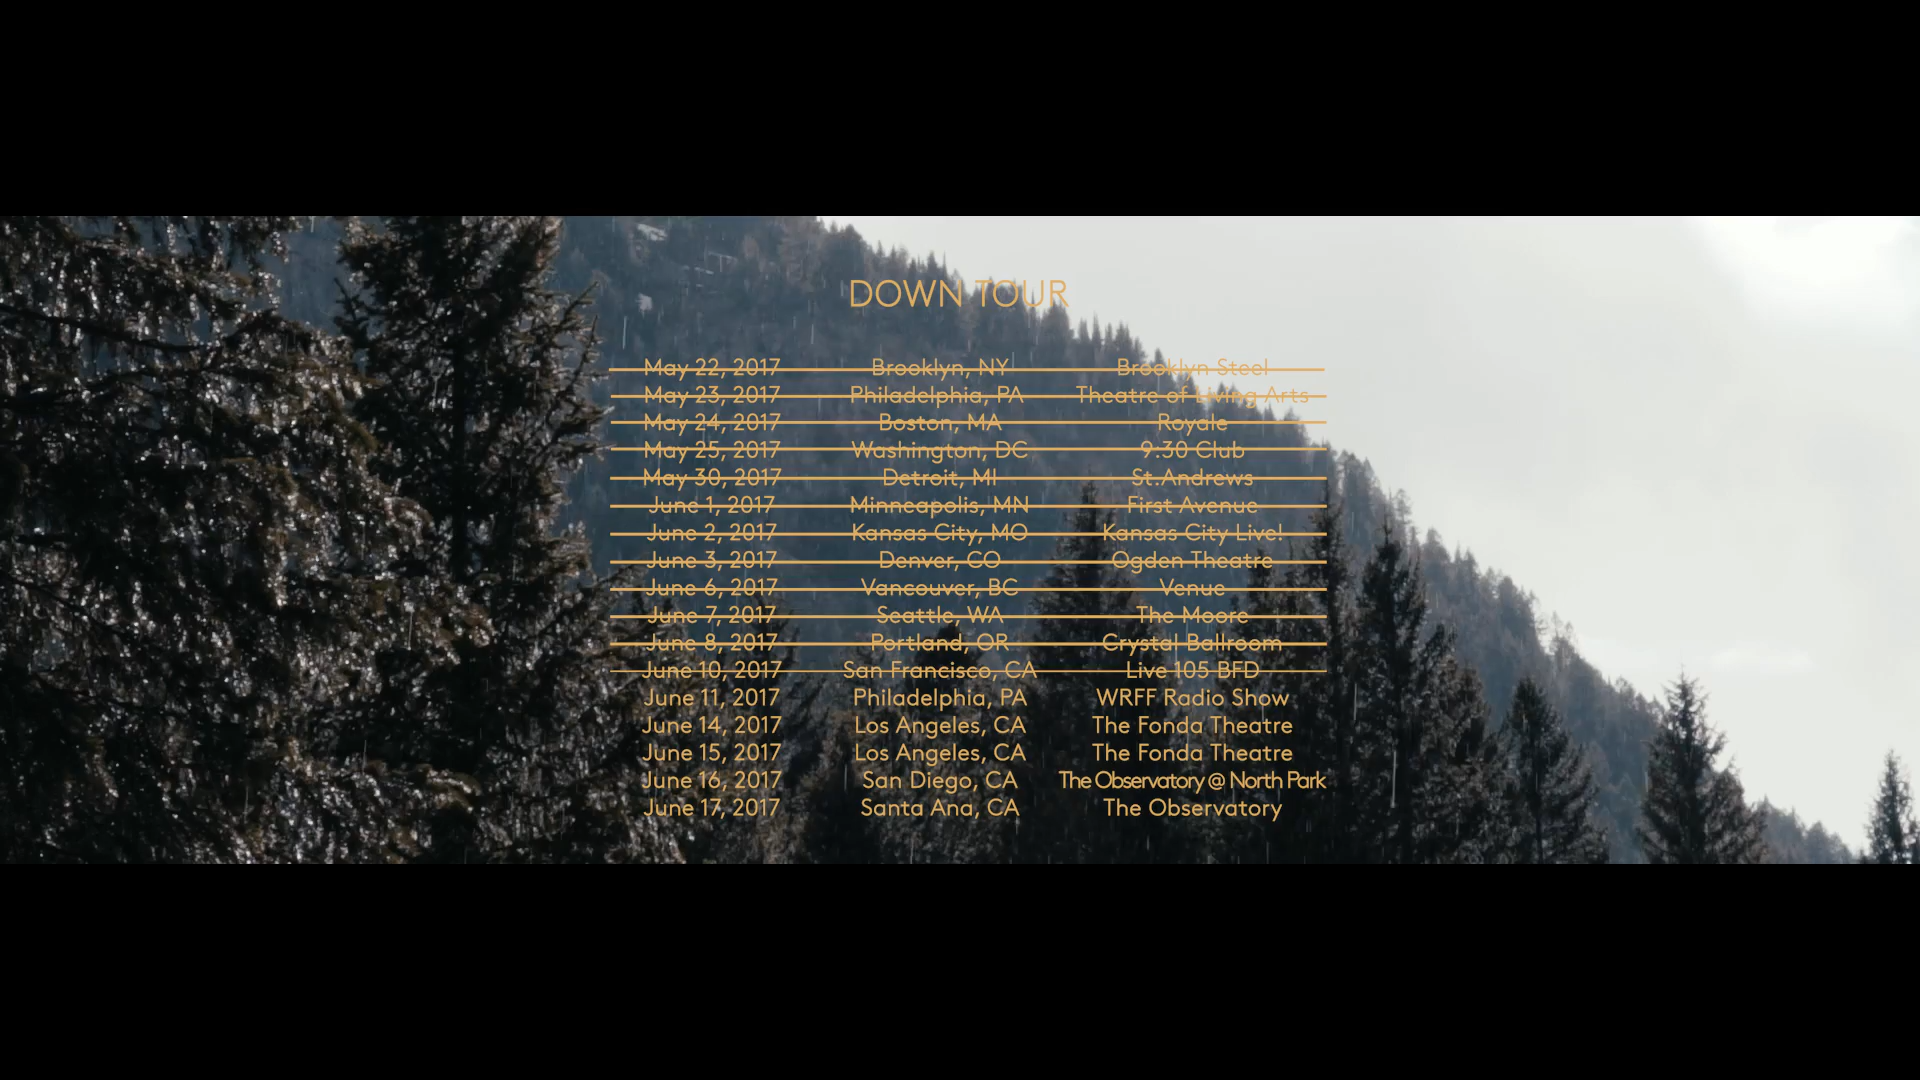 DOWN TOUR
May 22, 2017 Brooklyn, NY Brooklyn Steel
May 23, 2017 Philadelphia, PA Theatre of Living Arts
May 24, 2017 Boston, MA Royale
May 25, 2017 Washington, DC 9:30 Club
May 30, 2017 Detroit, MI St.Andrews
June 1, 2017 Minneapolis, MN First Avenue
June 2, 2017 Kansas City, MO Kansas City Live!
June 3, 2017 Denver, CO Ogden Theatre
June 6, 2017 Vancouver, BC Venue
June 7, 2017 Seattle, WA The Moore
June 8, 2017 Portland, OR Crystal Ballroom
June 10, 2017 San Francisco, CA Live 105 BFD
June 11, 2017 Philadelphia, PA WRFF Radio Show
June 14, 2017 Los Angeles, CA The Fonda Theatre
June 15, 2017 Los Angeles, CA The Fonda Theatre
June 16, 2017 San Diego, CA The Observatory @ North Park
June 17, 2017 Santa Ana, CA The Observatory